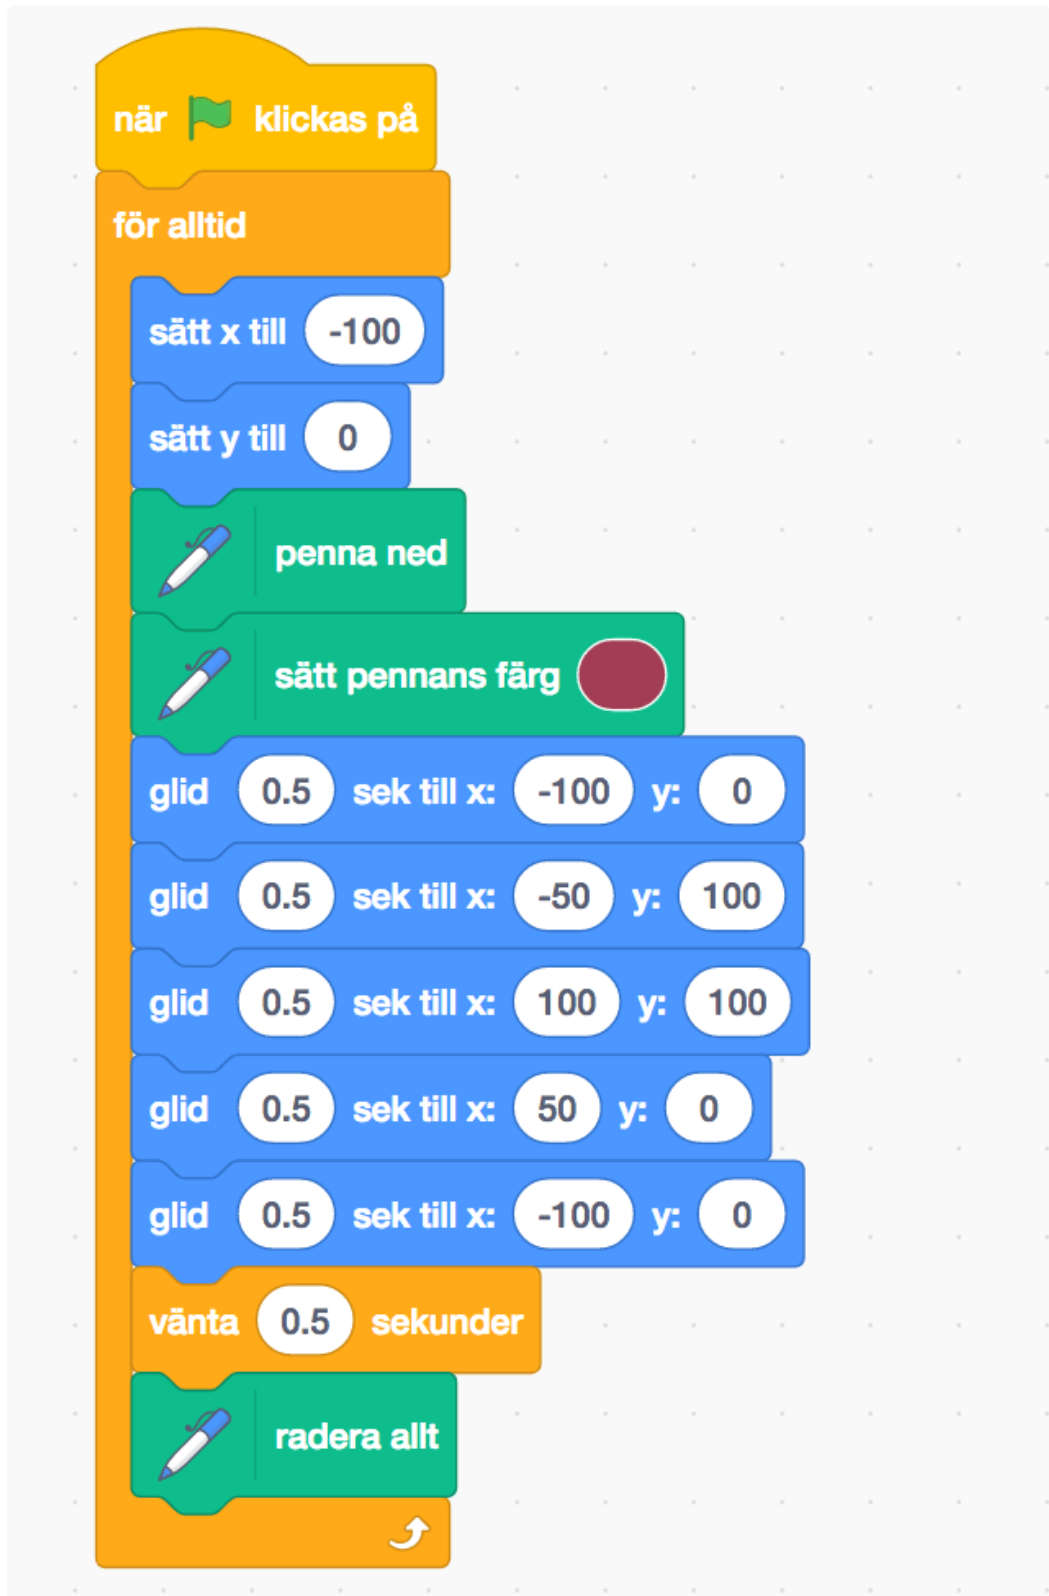 när klickas på
för alltid
sätt x till -100
sätt y till 0
penna ned
sätt pennans färg
glid 0.5 sek till x: -100 y: 0
glid 0.5 sek till x: -50 y: 100
glid 0.5 sek till x: 100 y: 100
glid 0.5 sek till x: 50 y: 0
glid 0.5 sek till x: -100 y: 0
vänta 0.5 sekunder
radera allt